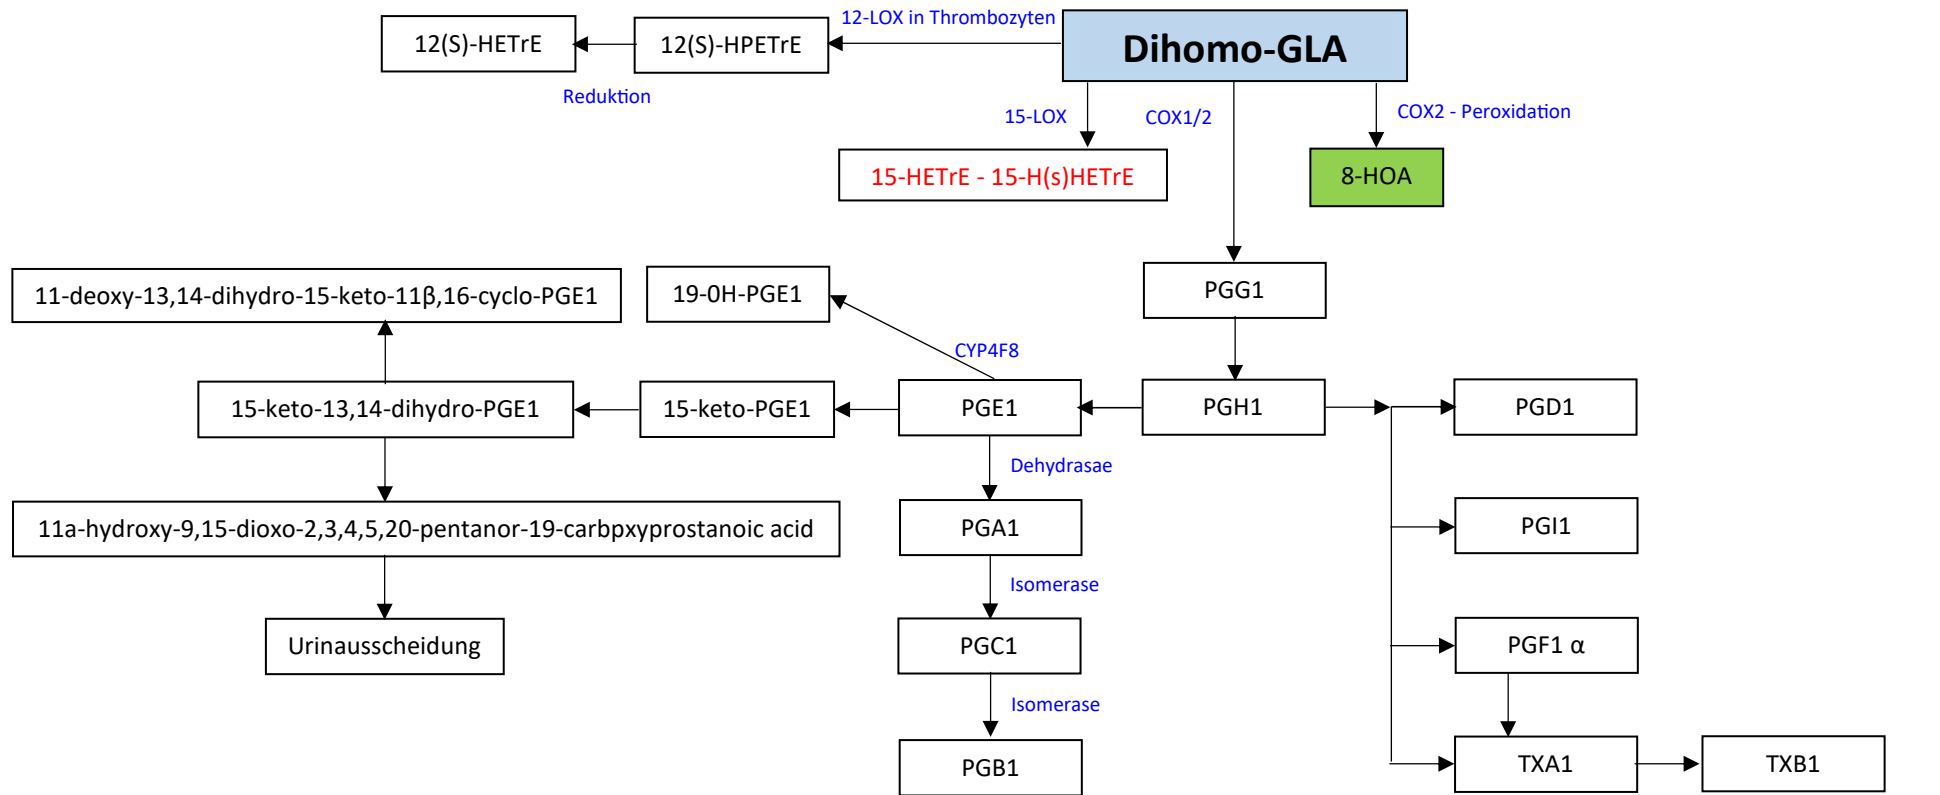 12-LOX in Thrombozyten
12(S)-HETrE
12(S)-HPETrE
Dihomo-GLA
Reduktion
15-LOX
COX1/2
COX2 - Peroxidation
15-HETrE - 15-H(s)HETrE
8-HOA
11-deoxy-13,14-dihydro-15-keto-11β,16-cyclo-PGE1
19-0H-PGE1
PGG1
CYP4F8
15-keto-13,14-dihydro-PGE1
15-keto-PGE1
PGE1
PGH1
PGD1
Dehydrasae
11a-hydroxy-9,15-dioxo-2,3,4,5,20-pentanor-19-carbpxyprostanoic acid
PGA1
PGI1
Isomerase
Urinausscheidung
PGC1
PGF1 α
Isomerase
PGB1
TXA1
TXB1